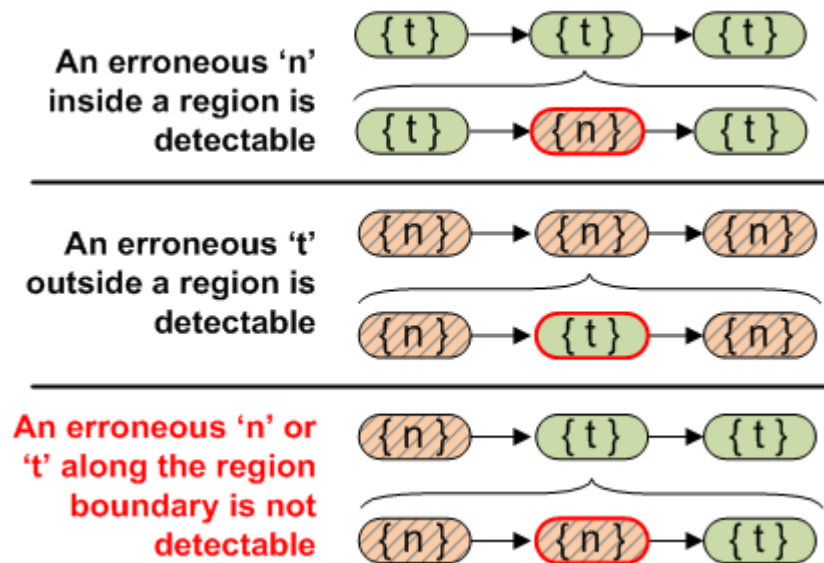 { t } { t } { t }
An erroneous ‘n’
inside a region is
detectable
{ t } { n } { t }
{ n } { n } { n }
An erroneous ‘t’
outside a region is
detectable
{ n } { t } { n }
An erroneous ‘n’ or
‘t’ along the region
boundary is not
detectable
{ n } { t } { t }
{ n } { n } { t }